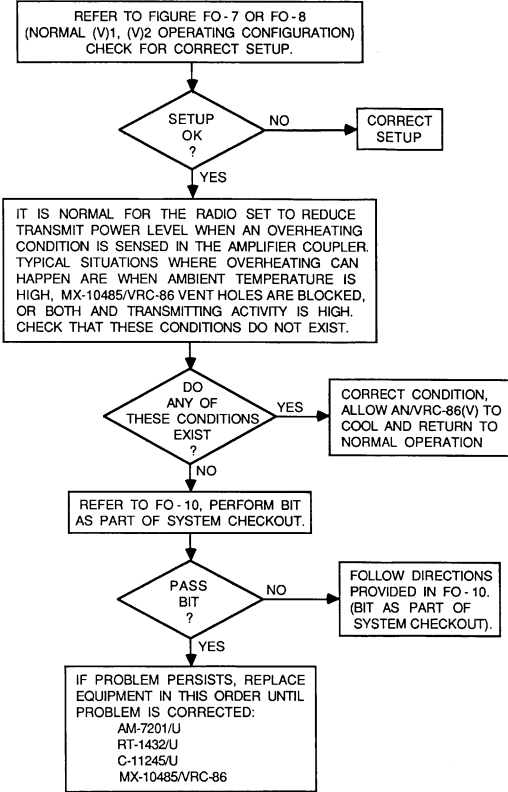 REFER TO FIGURE FO-7 OR FO-8
(NORMAL (V)1, (V)2 OPERATING CONFIGURATION)
CHECK FOR CORRECT SETUP.
SETUP
OK
?
NO
CORRECT
SETUP
YES
IT IS NORMAL FOR THE RADIO SET TO REDUCE
TRANSMIT POWER LEVEL WHEN AN OVERHEATING
CONDITION IS SENSED IN THE AMPLIFIER COUPLER.
TYPICAL SITUATIONS WHERE OVERHEATING CAN
HAPPEN ARE WHEN AMBIENT TEMPERATURE IS
HIGH, MX-10485/VRC-86 VENT HOLES ARE BLOCKED,
OR BOTH AND TRANSMITTING ACTIVITY IS HIGH.
CHECK THAT THESE CONDITIONS DO NOT EXIST.
DO
ANY OF
THESE CONDITIONS
EXIST
?
YES
CORRECT CONDITION,
ALLOW AN/VRC-86(V) TO
COOL AND RETURN TO
NORMAL OPERATION
NO
REFER TO FO-10, PERFORM BIT
AS PART OF SYSTEM CHECKOUT.
PASS
BIT
?
NO
FOLLOW DIRECTIONS
PROVIDED IN FO-10.
(BIT AS PART OF
SYSTEM CHECKOUT).
YES
IF PROBLEM PERSISTS, REPLACE
EQUIPMENT IN THIS ORDER UNTIL
PROBLEM IS CORRECTED:
AM-7201/U
RT-1432/U
C-11245/U
MX-10485/VRC-86